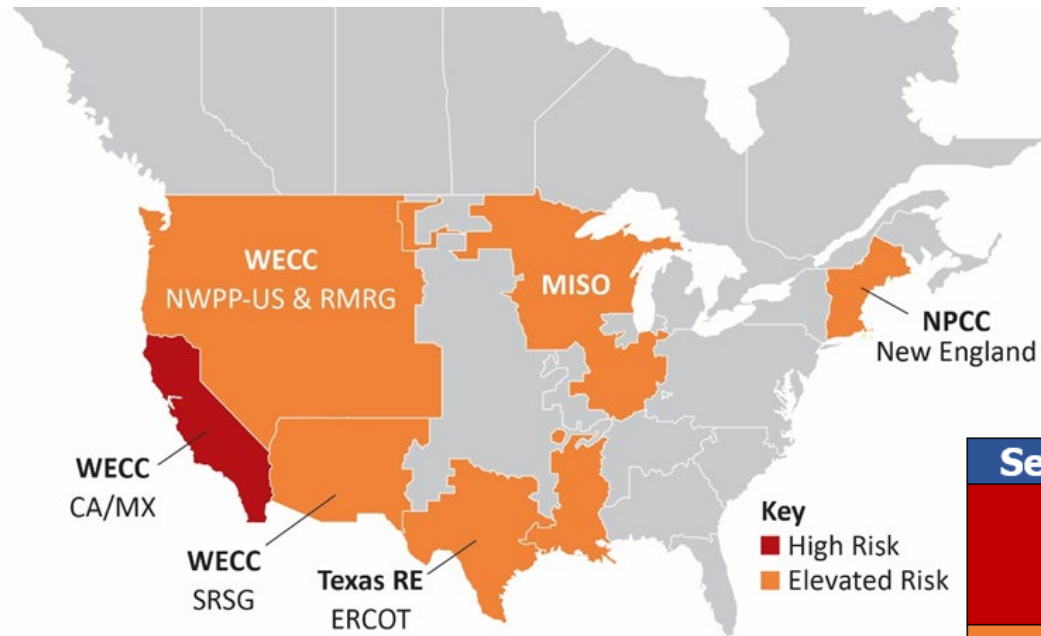 WECC
NWPP-US & RMRG
MISO
NPCC
New England
WECC
CA/MX
WECC
SRSG
Texas RE
ERCOT
Key
High Risk
Elevated Risk